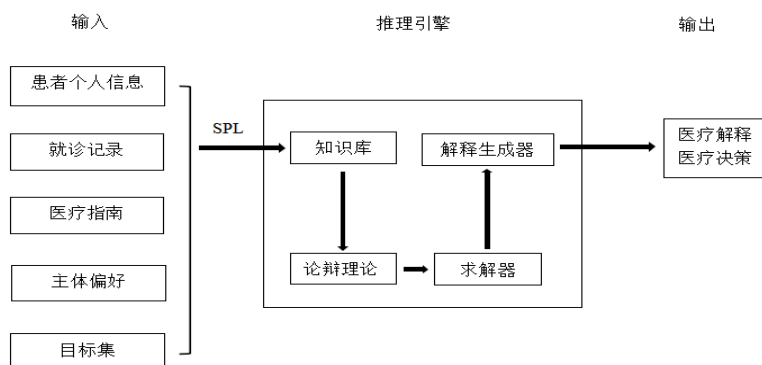 输入
推理引擎
输出
患者个人信息
就诊记录
医疗指南
主体偏好
目标集
SPL
知识库
解释生成器
论辩理论
求解器
医疗解释
医疗决策